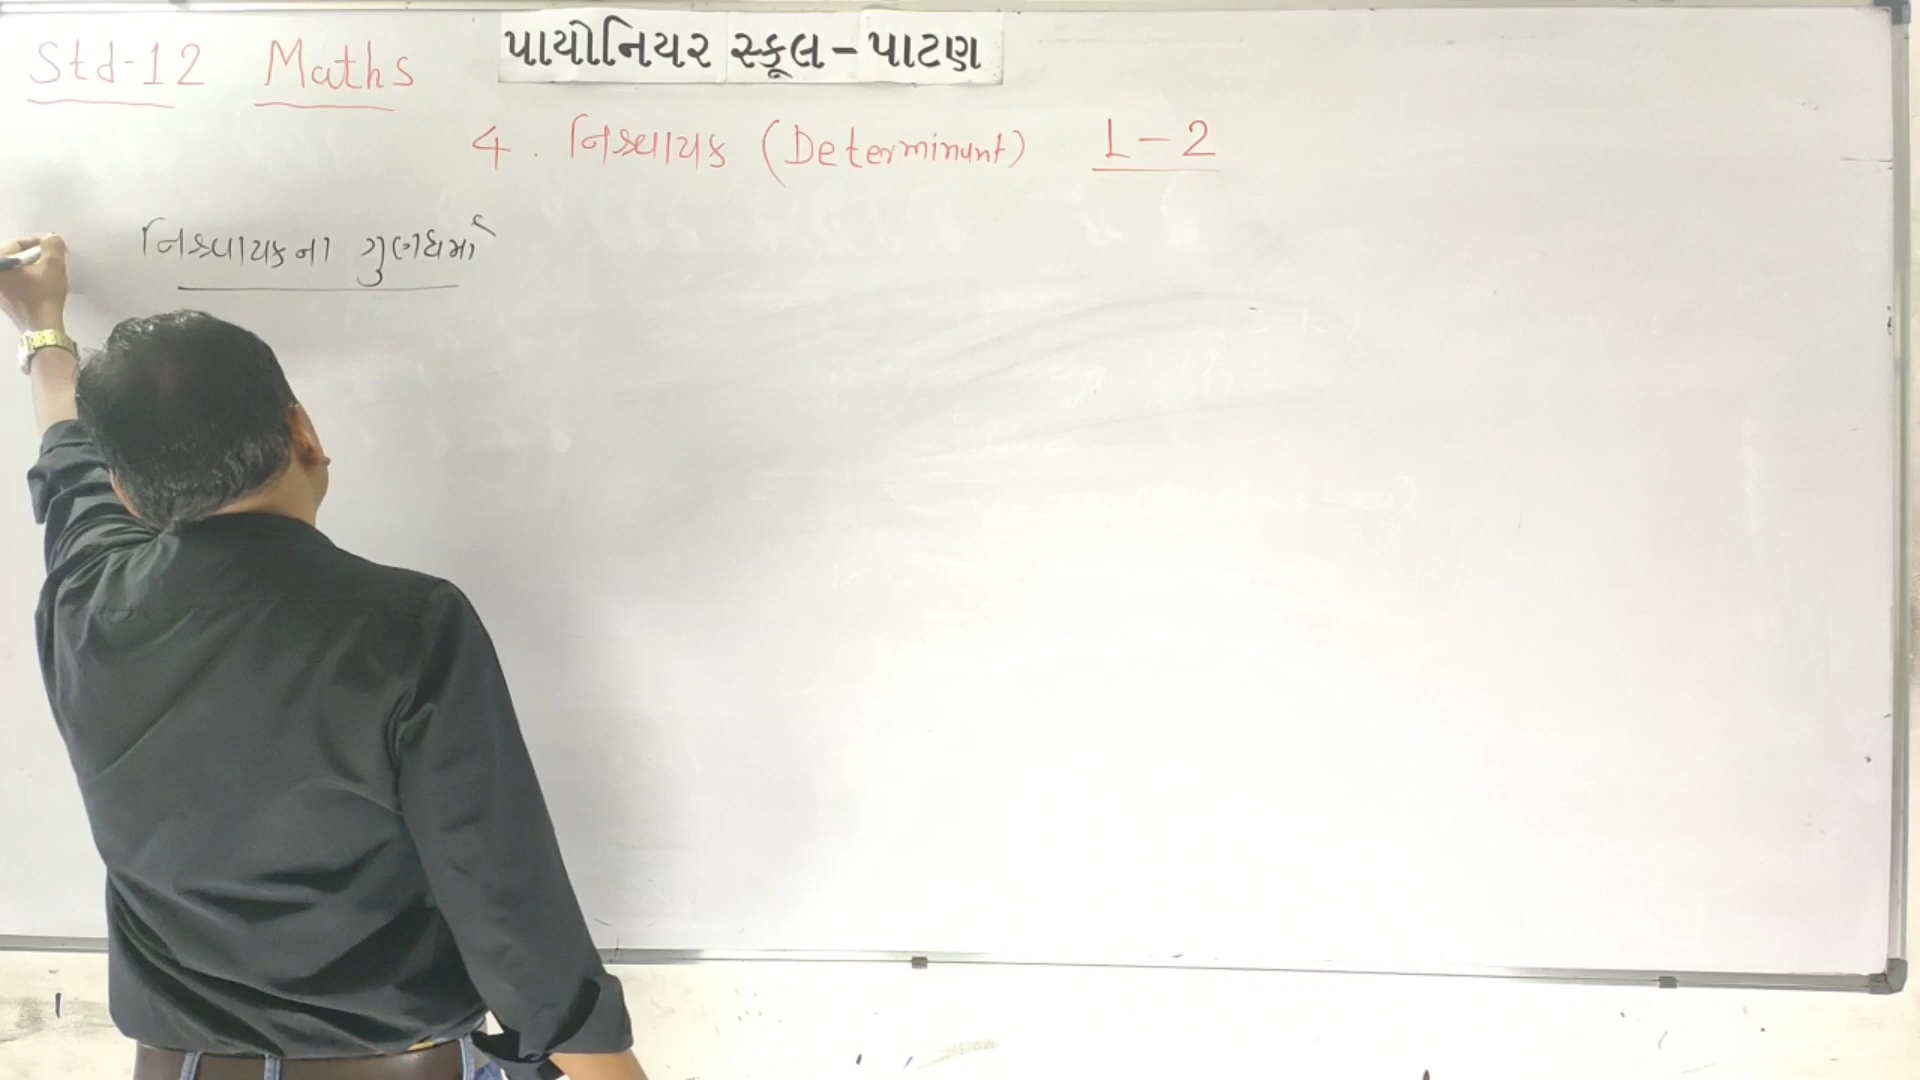 Std-12 Maths
પાયોનિયર સ્કૂલ - પાટણ
4. નિશ્ચાયક (Determinant) L-2
નિશ્ચાયકના ગુણધર્મો